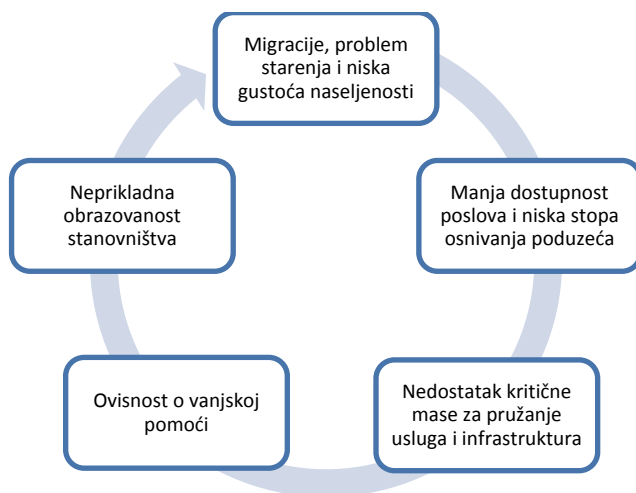 Migracije, problem
starenja i niska
gustoća naseljenosti
Manja dostupnost
poslova i niska stopa
osnivanja poduzeća
Nedostatak kritične
mase za pružanje
usluga i infrastruktura
Ovisnost o vanjskoj
pomoći
Neprikladna
obrazovanost
stanovništva